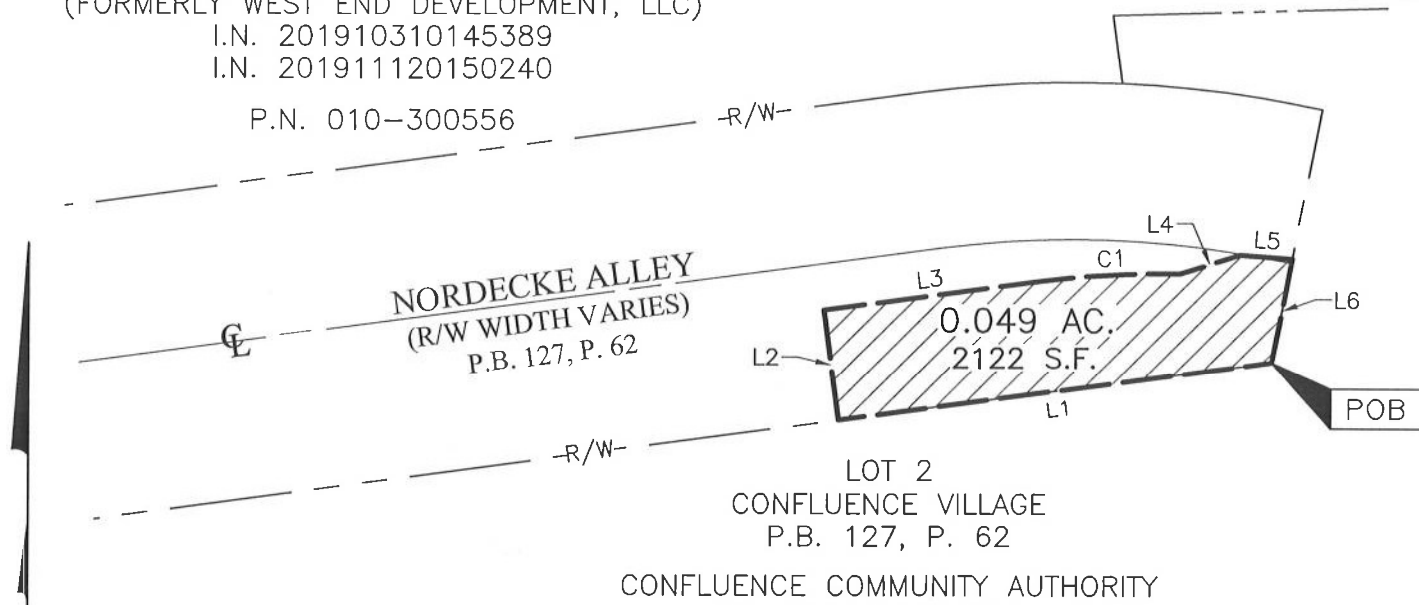 (FORMERLY WEST END DEVELOPMENT, LLC)
I.N. 201910310145389
I.N. 201911120150240
P.N. 010-300556
-R/W-
L4
L5
C1
L3
NORDECKE ALLEY
(R/W WIDTH VARIES)
P.B. 127, P. 62
℄
0.049 AC.
2122 S.F.
L6
L2
L1
POB
-R/W-
LOT 2
CONFLUENCE VILLAGE
P.B. 127, P. 62
CONFLUENCE COMMUNITY AUTHORITY